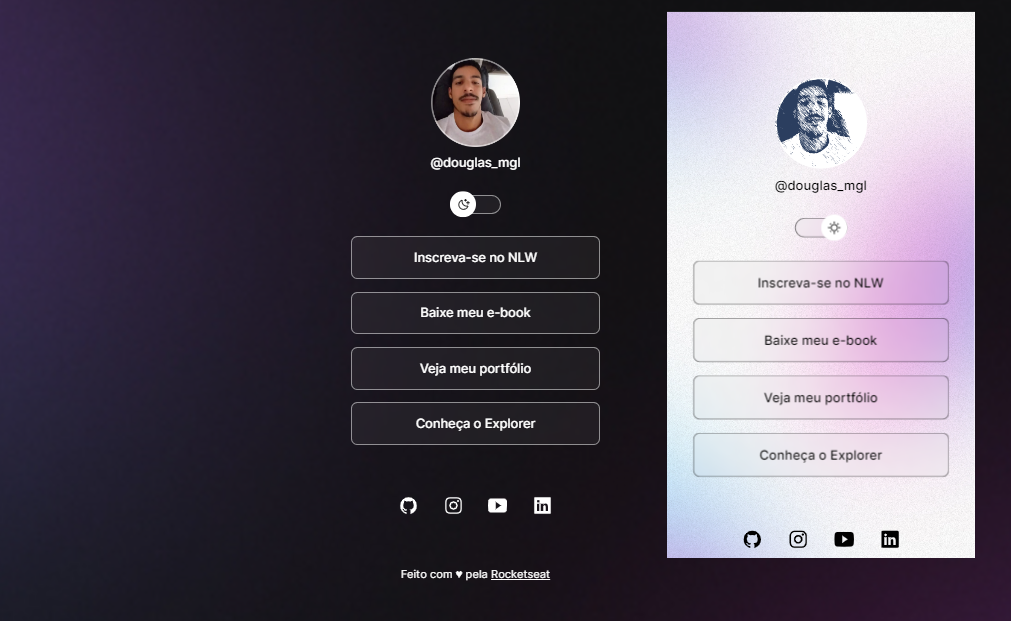 @douglas_mgl
Inscreva-se no NLW
Baixe meu e-book
Veja meu portfólio
Conheça o Explorer
Feito com ♥ pela Rocketseat
@douglas_mgl
Inscreva-se no NLW
Baixe meu e-book
Veja meu portfólio
Conheça o Explorer